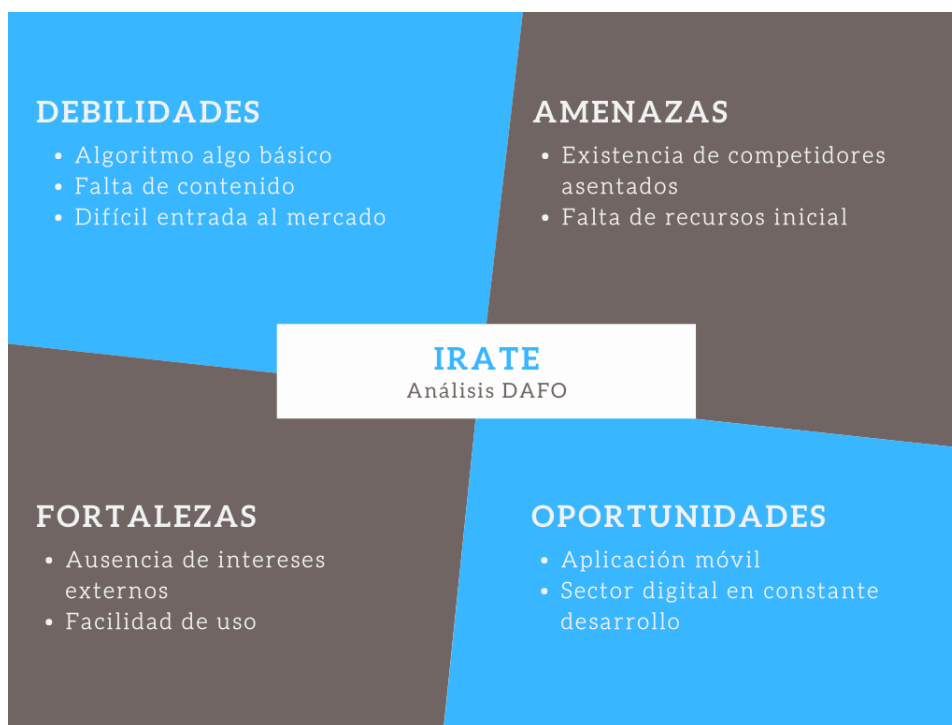 DEBILIDADES
• Algoritmo algo básico
• Falta de contenido
• Difícil entrada al mercado
AMENAZAS
• Existencia de competidores
asentados
• Falta de recursos inicial
IRATE
Análisis DAFO
FORTALEZAS
• Ausencia de intereses
externos
• Facilidad de uso
OPORTUNIDADES
• Aplicación móvil
• Sector digital en constante
desarrollo